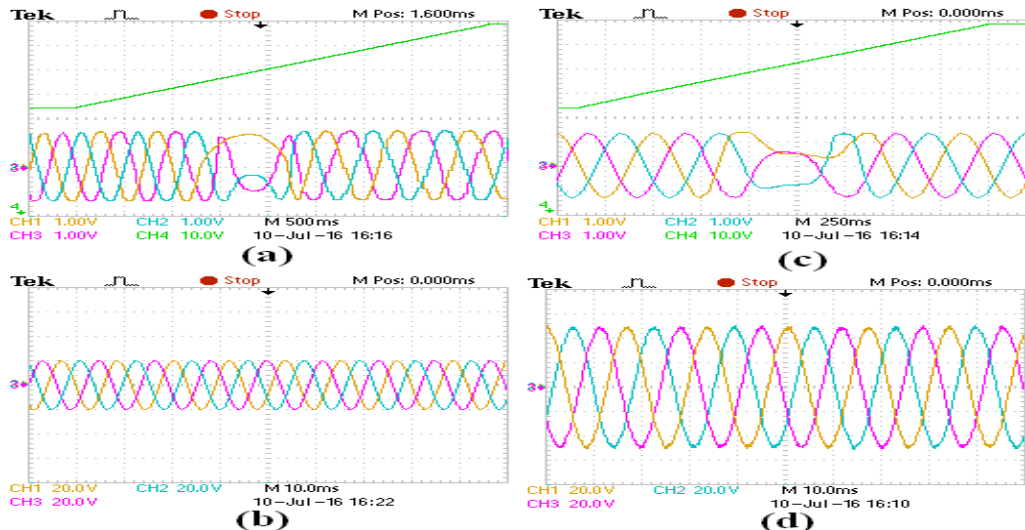 Tek Stop M Pos: 1.600ms
3
4
CH1 1.00V CH2 1.00V M 500ms
CH3 1.00V CH4 10.0V 10-Jul-16 16:16
(a)
Tek Stop M Pos: 0.000ms
3
4
CH1 1.00V CH2 1.00V M 250ms
CH3 1.00V CH4 10.0V 10-Jul-16 16:14
(c)
Tek Stop M Pos: 0.000ms
3
CH1 20.0V CH2 20.0V M 10.0ms
CH3 20.0V 10-Jul-16 16:22
(b)
Tek Stop M Pos: 0.000ms
3
CH1 20.0V CH2 20.0V M 10.0ms
CH3 20.0V 10-Jul-16 16:10
(d)